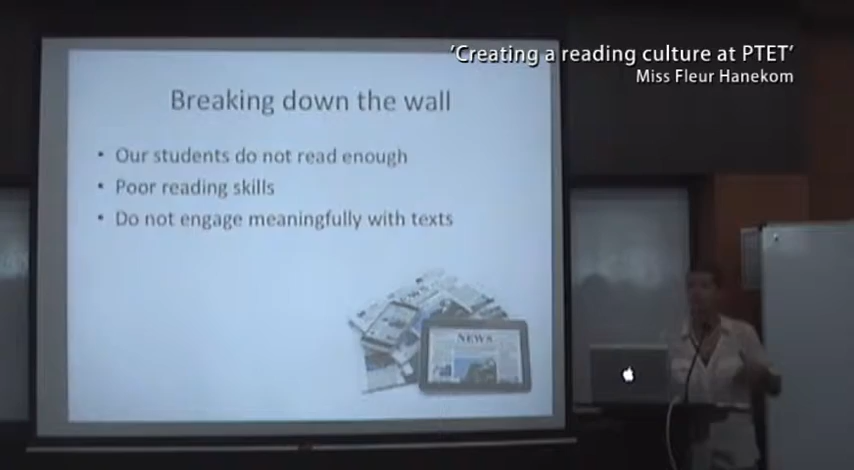 'Creating a reading culture at PTET'
Miss Fleur Hanekom
Breaking down the wall
• Our students do not read enough
• Poor reading skills
• Do not engage meaningfully with texts
NEWS